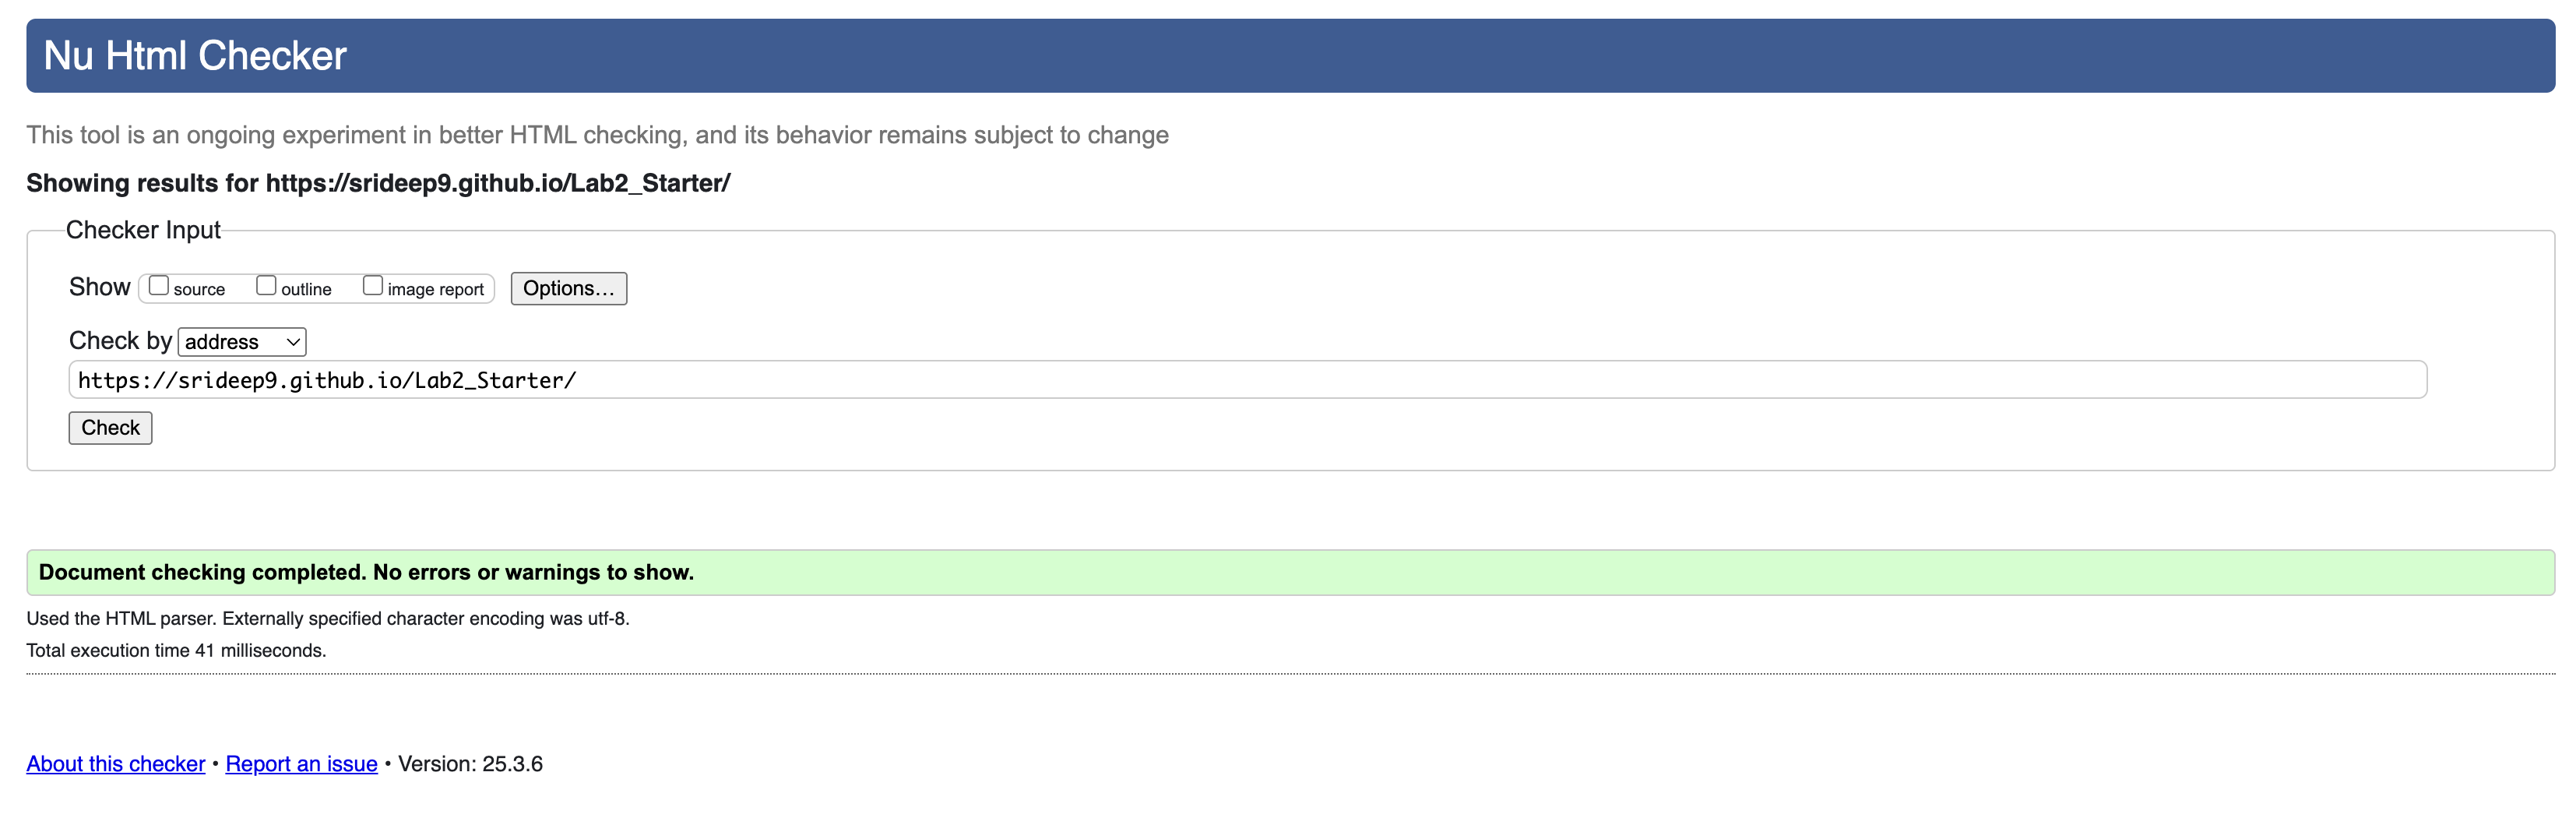 Nu Html Checker
This tool is an ongoing experiment in better HTML checking, and its behavior remains subject to change
Showing results for https://srideep9.github.io/Lab2_Starter/
Checker Input
Show source outline image report Options...
Check by address
https://srideep9.github.io/Lab2_Starter/
Check
Document checking completed. No errors or warnings to show.
Used the HTML parser. Externally specified character encoding was utf-8.
Total execution time 41 milliseconds.
About this checker • Report an issue • Version: 25.3.6